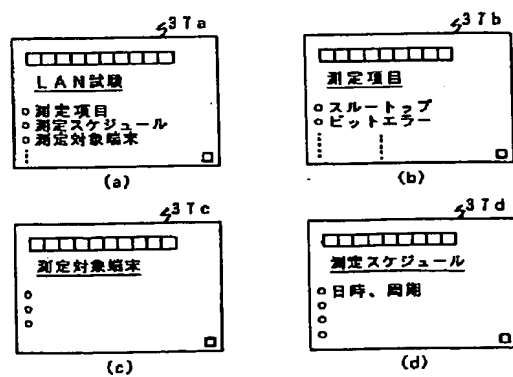 37a
LAN試験
測定項目
測定スケジュール
測定対象端末
(a)
37b
測定項目
スルートップ
ビットエラー
(b)
37c
測定対象端末
(c)
37d
測定スケジュール
日時、周期
(d)